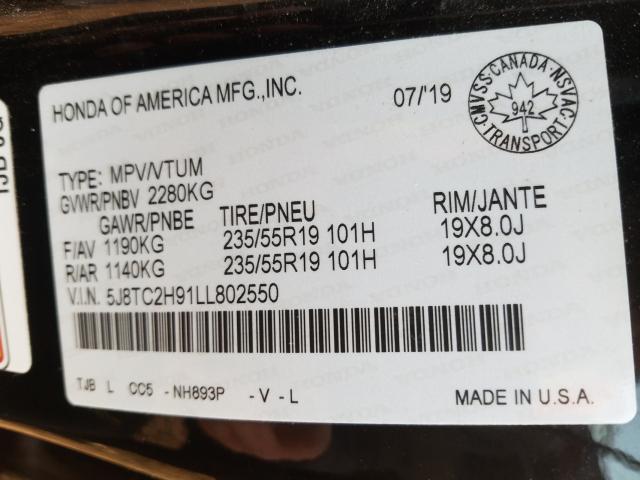 HONDA OF AMERICA MFG.,INC.
07/'19
CMVSS·CANADA·NSVAC
942
TRANSPORT
TYPE: MPV/VTUM
GVWR/PNBV 2280KG
GAWR/PNBE TIRE/PNEU RIM/JANTE
F/AV 1190KG 235/55R19 101H 19X8.0J
R/AR 1140KG 235/55R19 101H 19X8.0J
V.I.N. 5J8TC2H91LL802550
TJB L CC5 -NH893P -V -L
MADE IN U.S.A.